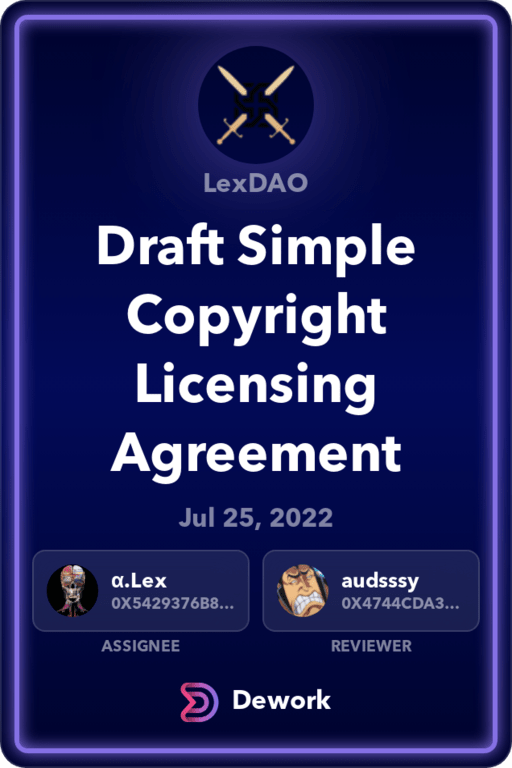 LexDAO
Draft Simple
Copyright
Licensing
Agreement
Jul 25, 2022
α.Lex
0X5429376B8...
ASSIGNEE
audsssy
0X4744CDA3...
REVIEWER
Dework